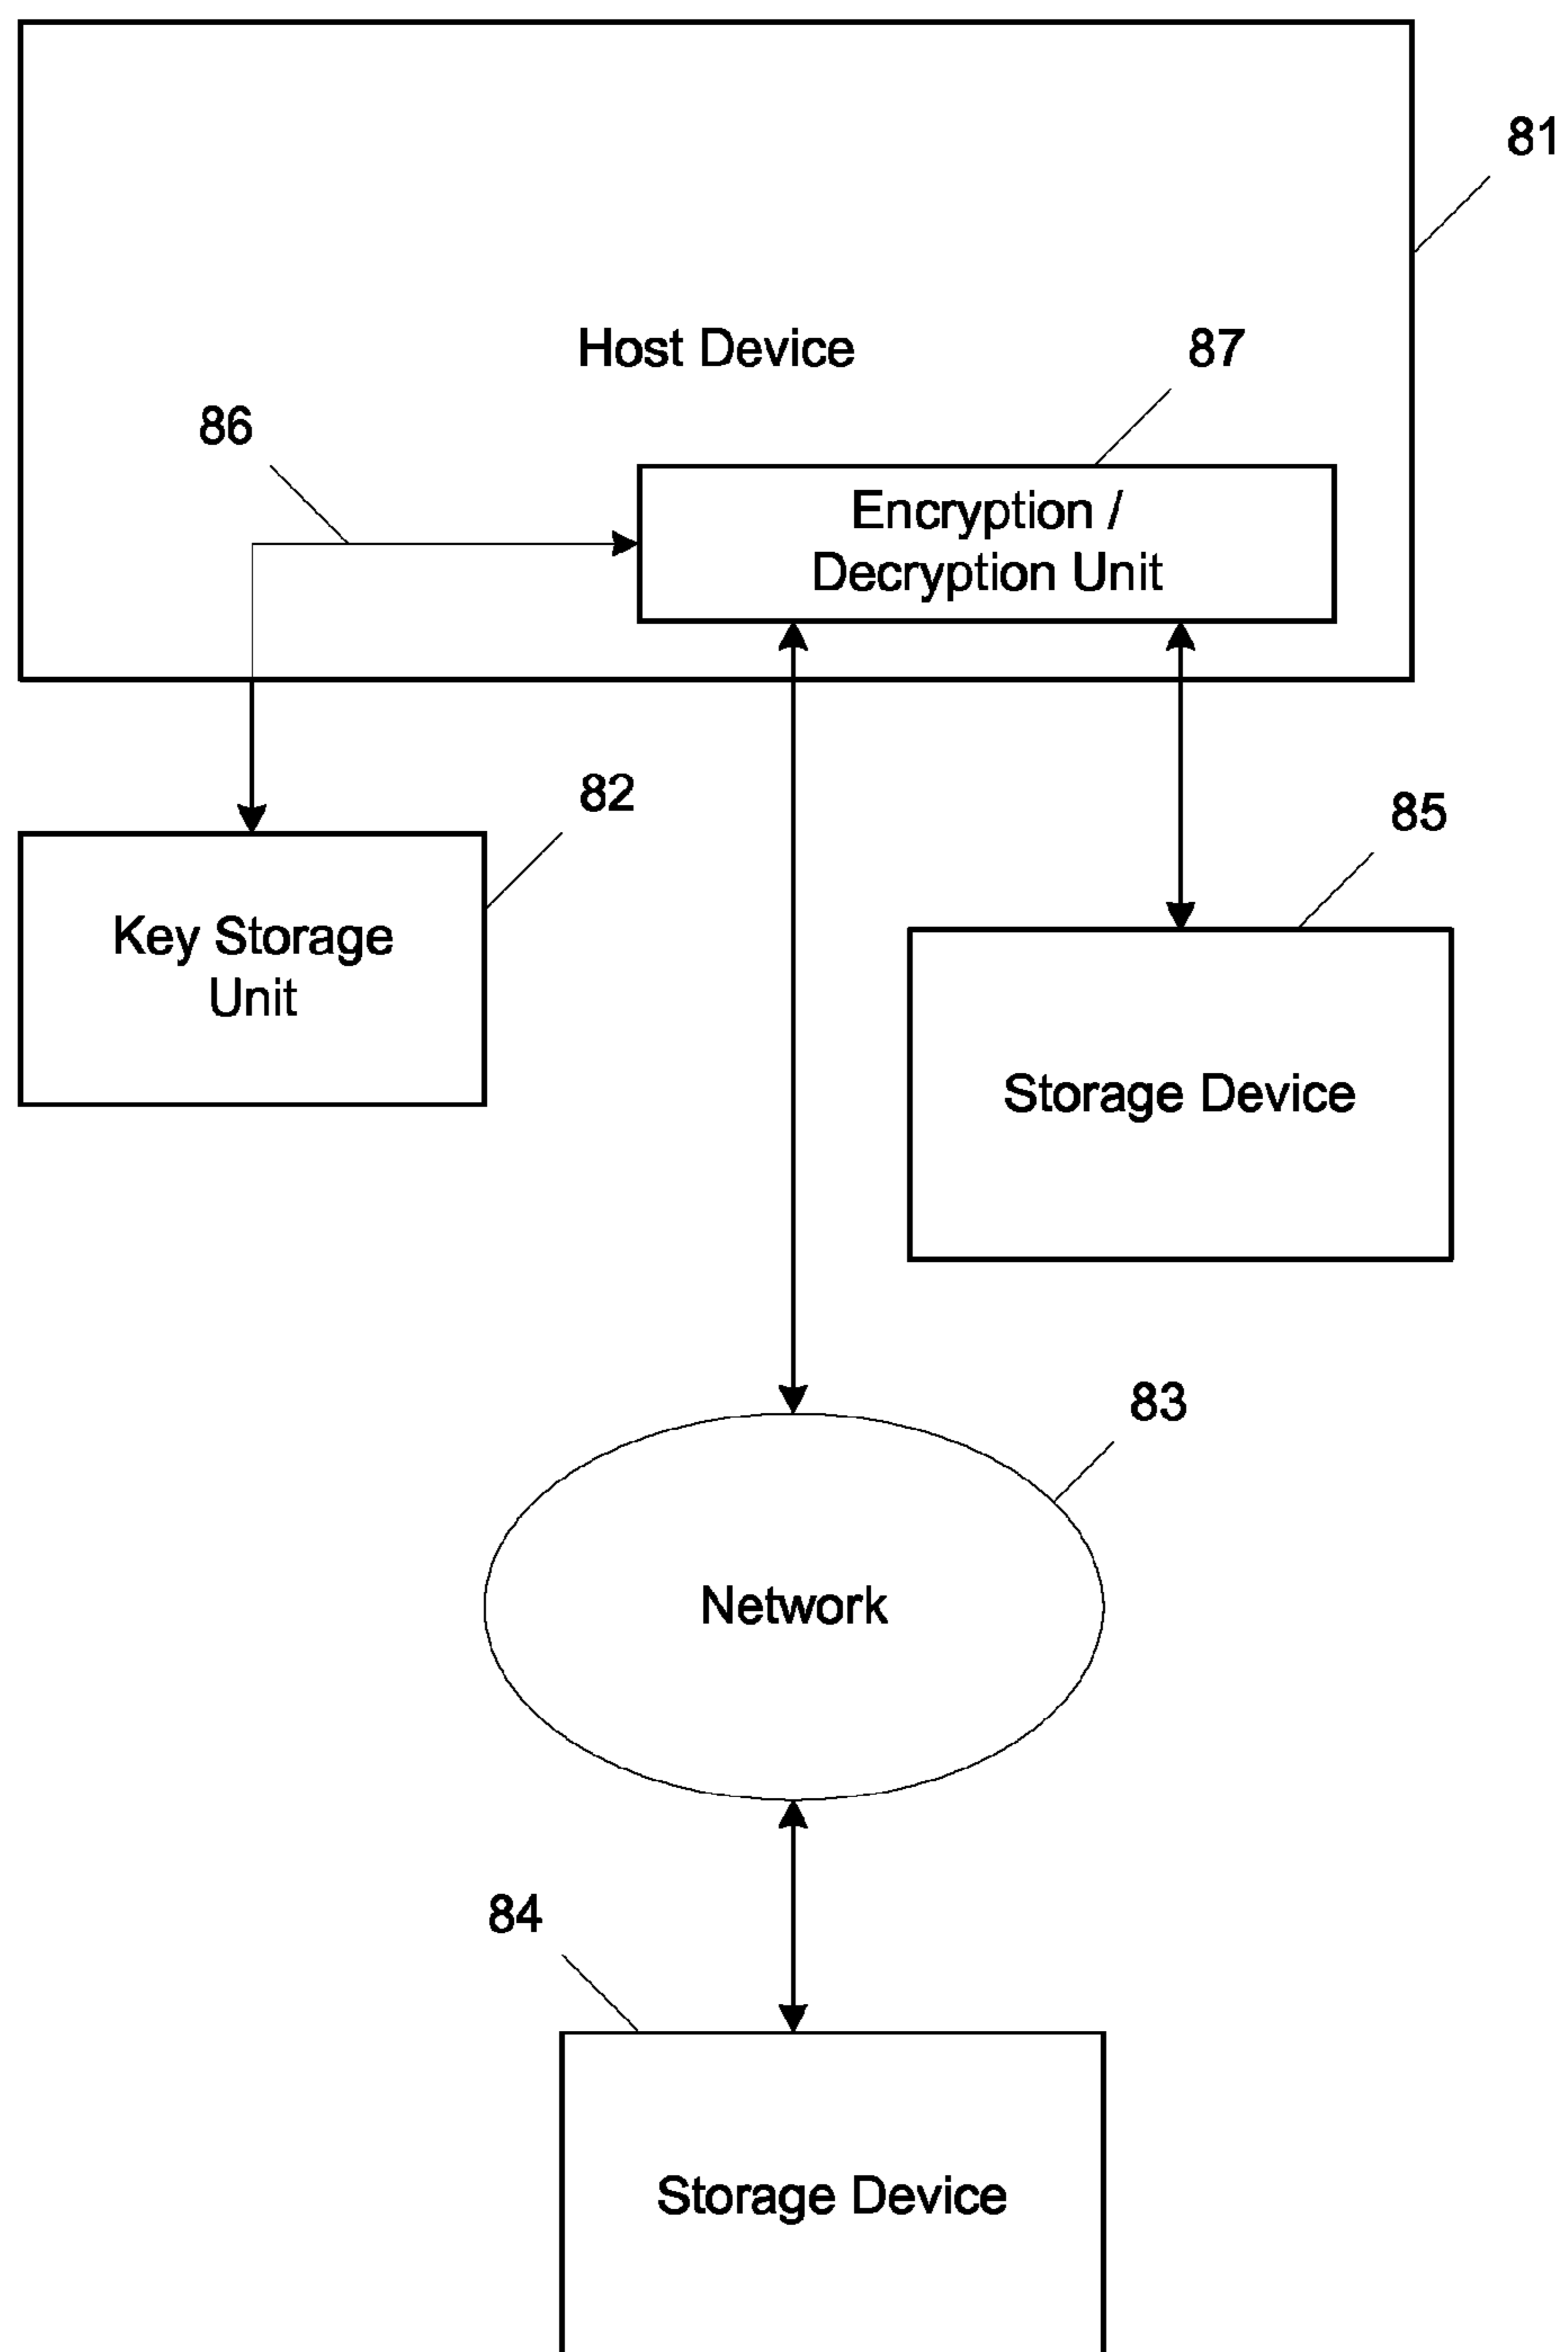 81
Host Device
87
86
Encryption /
Decryption Unit
82
85
Key Storage
Unit
Storage Device
83
Network
84
Storage Device